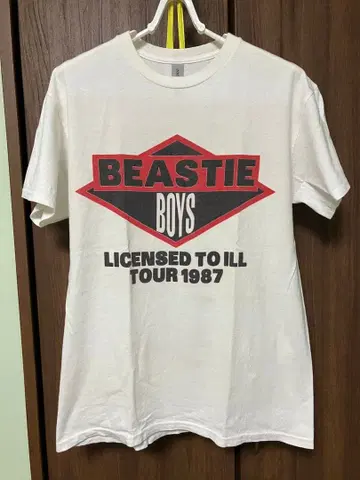 BEASTIE
BOYS
LICENSED TO ILL
TOUR 1987